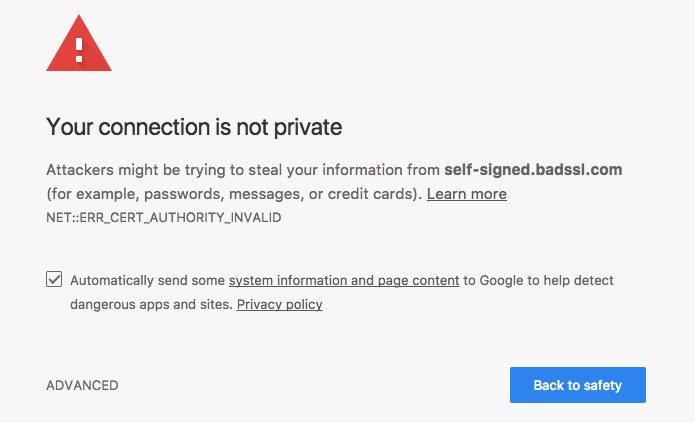 Your connection is not private
Attackers might be trying to steal your information from self-signed.badssl.com
(for example, passwords, messages, or credit cards). Learn more
NET::ERR_CERT_AUTHORITY_INVALID
Automatically send some system information and page content to Google to help detect
dangerous apps and sites. Privacy policy
ADVANCED
Back to safety